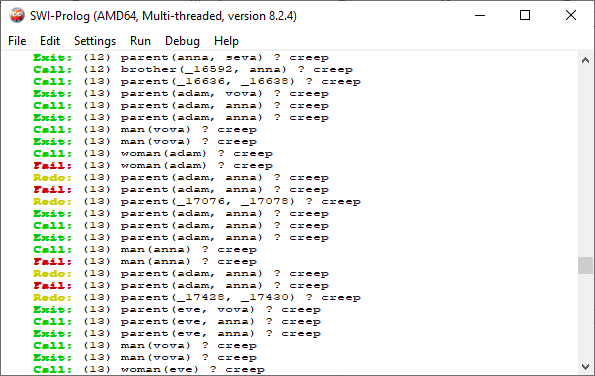 SWI-Prolog (AMD64, Multi-threaded, version 8.2.4)
File Edit Settings Run Debug Help
Exit: (12) parent(anna, seva) ? creep
Call: (12) brother(_16592, anna) ? creep
Call: (13) parent(_16636, _16638) ? creep
Exit: (13) parent(adam, vova) ? creep
Call: (13) parent(adam, anna) ? creep
Exit: (13) parent(adam, anna) ? creep
Call: (13) man(vova) ? creep
Exit: (13) man(vova) ? creep
Call: (13) woman(adam) ? creep
Fail: (13) woman(adam) ? creep
Redo: (13) parent(adam, anna) ? creep
Fail: (13) parent(adam, anna) ? creep
Redo: (13) parent(_17076, _17078) ? creep
Exit: (13) parent(adam, anna) ? creep
Call: (13) parent(adam, anna) ? creep
Exit: (13) parent(adam, anna) ? creep
Call: (13) man(anna) ? creep
Fail: (13) man(anna) ? creep
Redo: (13) parent(adam, anna) ? creep
Fail: (13) parent(adam, anna) ? creep
Redo: (13) parent(_17428, _17430) ? creep
Exit: (13) parent(eve, vova) ? creep
Call: (13) parent(eve, anna) ? creep
Exit: (13) parent(eve, anna) ? creep
Call: (13) man(vova) ? creep
Exit: (13) man(vova) ? creep
Call: (13) woman(eve) ? creep